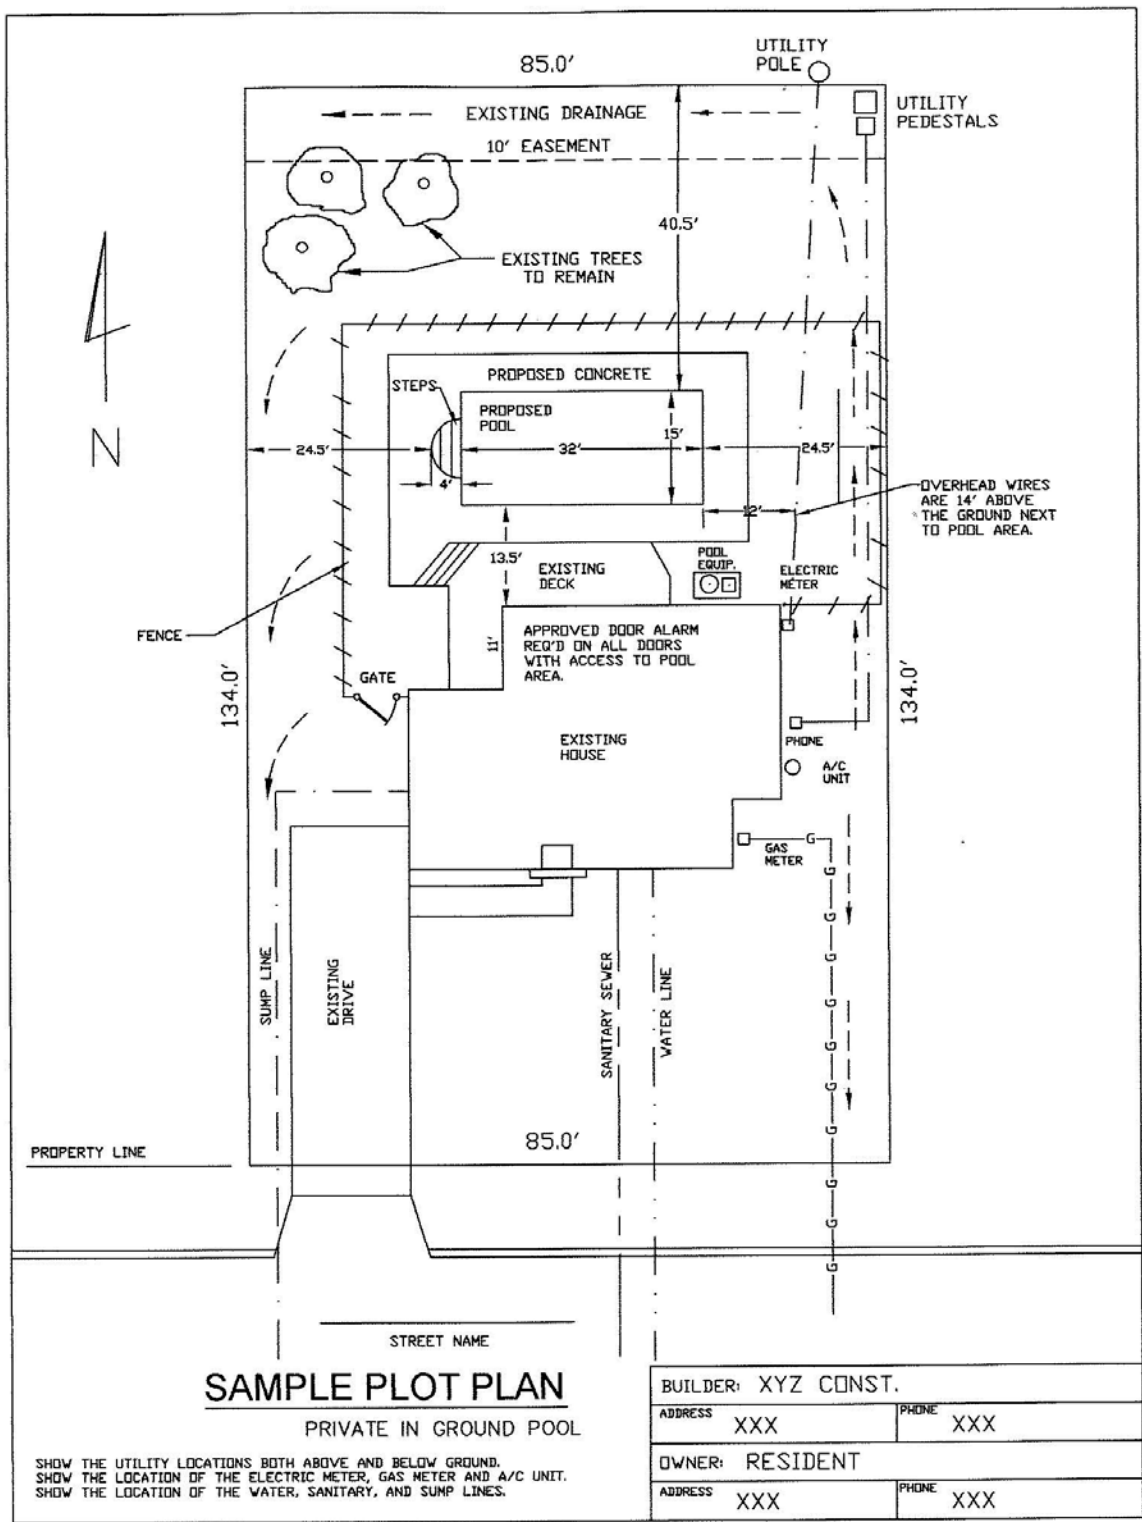 85.0'
UTILITY
POLE
UTILITY
PEDESTALS
EXISTING DRAINAGE
10' EASEMENT
40.5'
EXISTING TREES
TO REMAIN
N
PROPOSED CONCRETE
STEPS
PROPOSED
POOL
15'
24.5'
32'
24.5'
4'
12'
OVERHEAD WIRES
ARE 14' ABOVE
THE GROUND NEXT
TO POOL AREA.
13.5'
EXISTING
DECK
POOL
EQUIP.
ELECTRIC
METER
FENCE
11'
APPROVED DOOR ALARM
REQ'D ON ALL DOORS
WITH ACCESS TO POOL
AREA.
134.0'
134.0'
GATE
EXISTING
HOUSE
PHONE
A/C
UNIT
GAS
METER
G
G
G
G
G
G
G
G
G
G
G
SUMP LINE
EXISTING
DRIVE
SANITARY SEWER
WATER LINE
85.0'
PROPERTY LINE
STREET NAME
SAMPLE PLOT PLAN
PRIVATE IN GROUND POOL
SHOW THE UTILITY LOCATIONS BOTH ABOVE AND BELOW GROUND.
SHOW THE LOCATION OF THE ELECTRIC METER, GAS METER AND A/C UNIT.
SHOW THE LOCATION OF THE WATER, SANITARY, AND SUMP LINES.
BUILDER: XYZ CONST.
ADDRESS XXX PHONE XXX
OWNER: RESIDENT
ADDRESS XXX PHONE XXX